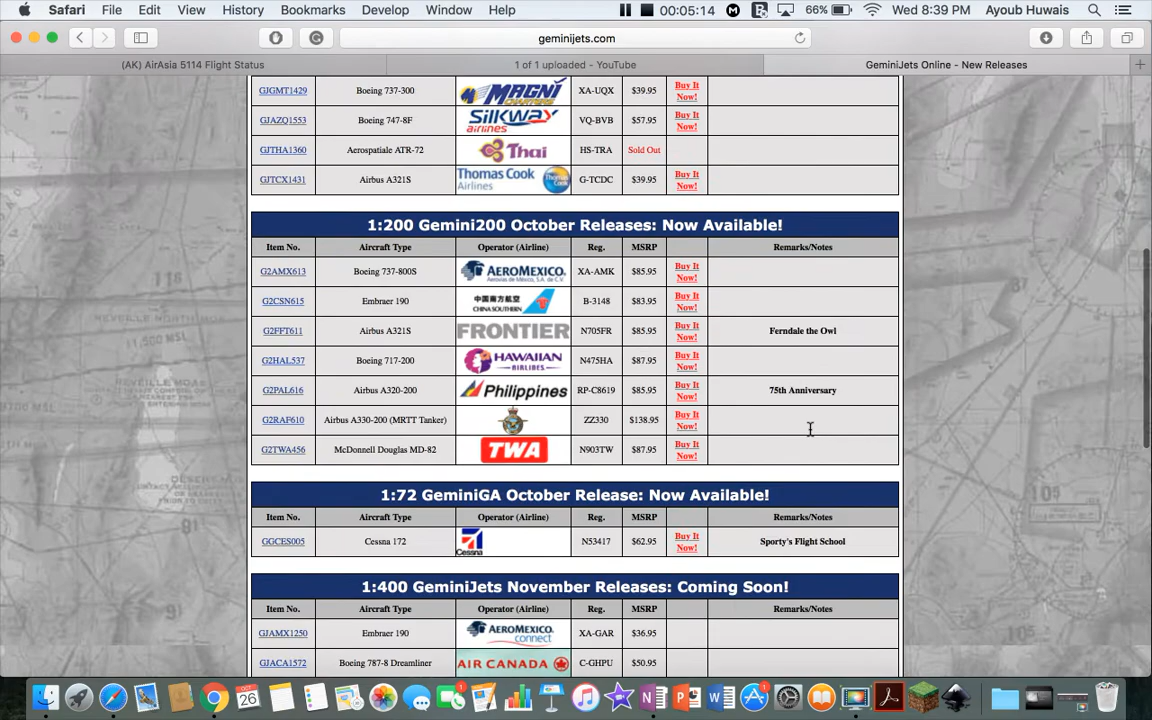 Safari File Edit View History Bookmarks Develop Window Help 00:05:14 66% Wed 8:39 PM Ayoub Huwais
geminijets.com
(AK) AirAsia 5114 Flight Status 1 of 1 uploaded - YouTube GeminiJets Online - New Releases
GJGMT1429 Boeing 737-300 MAGNI CHARTERS XA-UQX $39.95 Buy It Now!
GJAZQ1553 Boeing 747-8F SILKWAY airlines VQ-BVB $57.95 Buy It Now!
GJTHA1360 Aerospatiale ATR-72 Thai HS-TRA Sold Out
GJTCX1431 Airbus A321S Thomas Cook Airlines G-TCDC $39.95 Buy It Now!
1:200 Gemini200 October Releases: Now Available!
Item No. Aircraft Type Operator (Airline) Reg. MSRP Remarks/Notes
G2AMX613 Boeing 737-800S AEROMEXICO. XA-AMK $85.95 Buy It Now!
G2CSN615 Embraer 190 中国南方航空 CHINA SOUTHERN B-3148 $83.95 Buy It Now!
G2FFT611 Airbus A321S FRONTIER N705FR $85.95 Buy It Now! Ferndale the Owl
G2HAL537 Boeing 717-200 HAWAIIAN AIRLINES N475HA $87.95 Buy It Now!
G2PAL616 Airbus A320-200 Philippines RP-C8619 $85.95 Buy It Now! 75th Anniversary
G2RAF610 Airbus A330-200 (MRTT Tanker) ZZ330 $138.95 Buy It Now!
G2TWA456 McDonnell Douglas MD-82 TWA N903TW $87.95 Buy It Now!
1:72 GeminiGA October Release: Now Available!
Item No. Aircraft Type Operator (Airline) Reg. MSRP Remarks/Notes
GGCES005 Cessna 172 Cessna N53417 $62.95 Buy It Now! Sporty's Flight School
1:400 GeminiJets November Releases: Coming Soon!
Item No. Aircraft Type Operator (Airline) Reg. MSRP Remarks/Notes
GJAMX1250 Embraer 190 AEROMEXICO connect XA-GAR $36.95
GJACA1572 Boeing 787-8 Dreamliner AIR CANADA C-GHPU $50.95